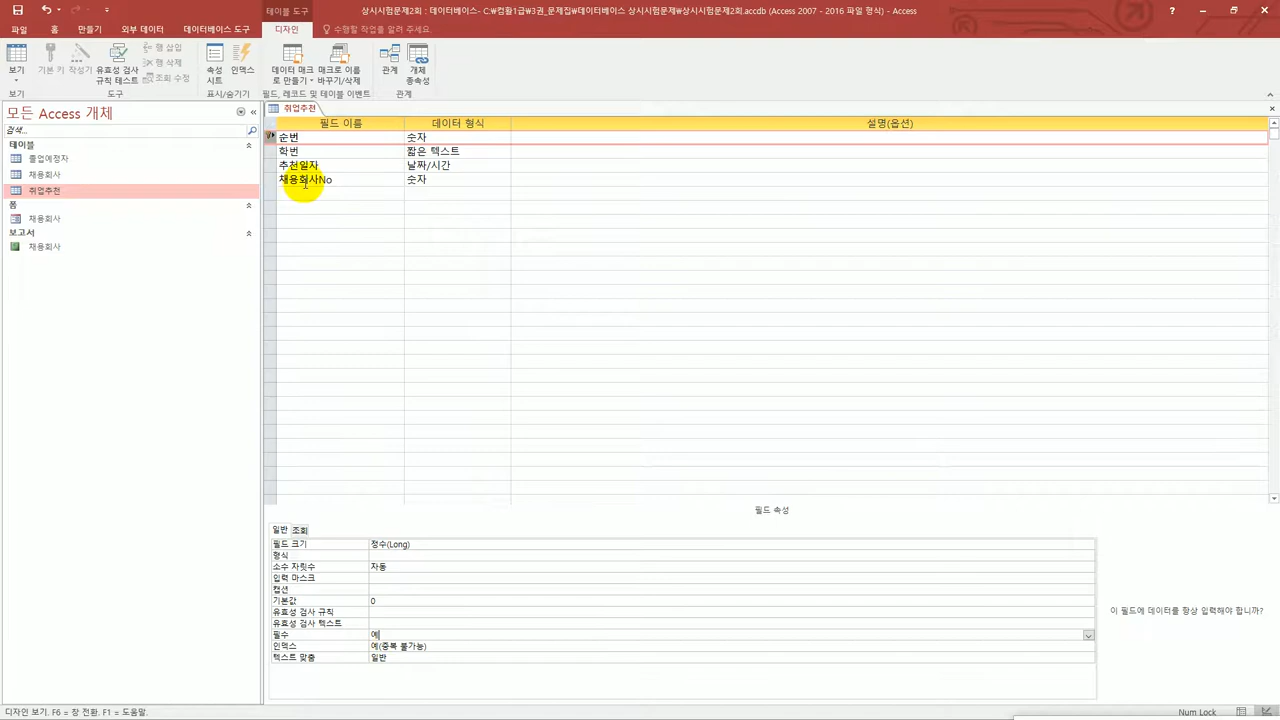 테이블 도구
상시시험문제2회 : 데이터베이스- C:₩컴활1급₩3권_문제집₩데이터베이스 상시시험문제₩상시시험문제2회.accdb (Access 2007 - 2016 파일 형식) - Access
파일 홈 만들기 외부 데이터 데이터베이스 도구 디자인 수행할 작업을 알려 주세요.
보기
기본 키
작성기
유효성 검사
규칙 테스트
행 삽입
행 삭제
조회 수정
속성
시트
인덱스
데이터 매크
로 만들기
매크로 이름
바꾸기/삭제
관계
개체
종속성
보기 도구 표시/숨기기 필드, 레코드 및 테이블 이벤트 관계
모든 Access 개체
검색...
테이블
졸업예정자
채용회사
취업추천
폼
채용회사
보고서
채용회사
취업추천
필드 이름 데이터 형식 설명(옵션)
순번 숫자
학번 짧은 텍스트
추천일자 날짜/시간
채용회사No 숫자
필드 속성
일반 조회
필드 크기 정수(Long)
형식
소수 자릿수 자동
입력 마스크
캡션
기본값 0
유효성 검사 규칙
유효성 검사 텍스트
필수 예
인덱스 예(중복 불가능)
텍스트 맞춤 일반
이 필드에 데이터를 항상 입력해야 합니까?
디자인 보기. F6 = 창 전환. F1 = 도움말.
Num Lock